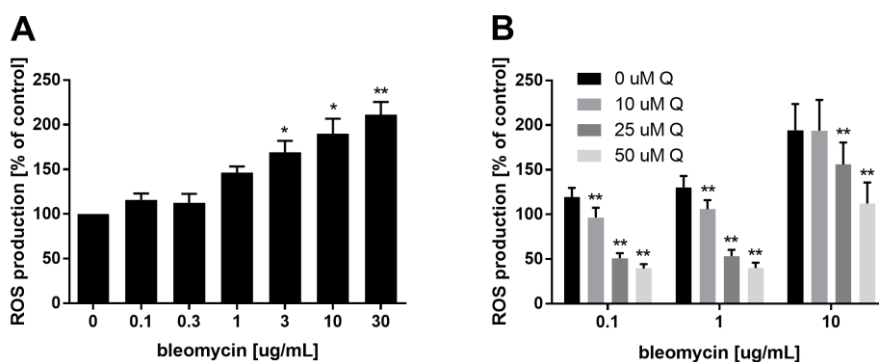 A
ROS production [% of control]
250
200
150
100
50
0
* * **
0 0.1 0.3 1 3 10 30
bleomycin [ug/mL]
B
ROS production [% of control]
250
200
150
100
50
0
0 uM Q
10 uM Q
25 uM Q
50 uM Q
** ** ** ** ** ** ** **
0.1 1 10
bleomycin [ug/mL]